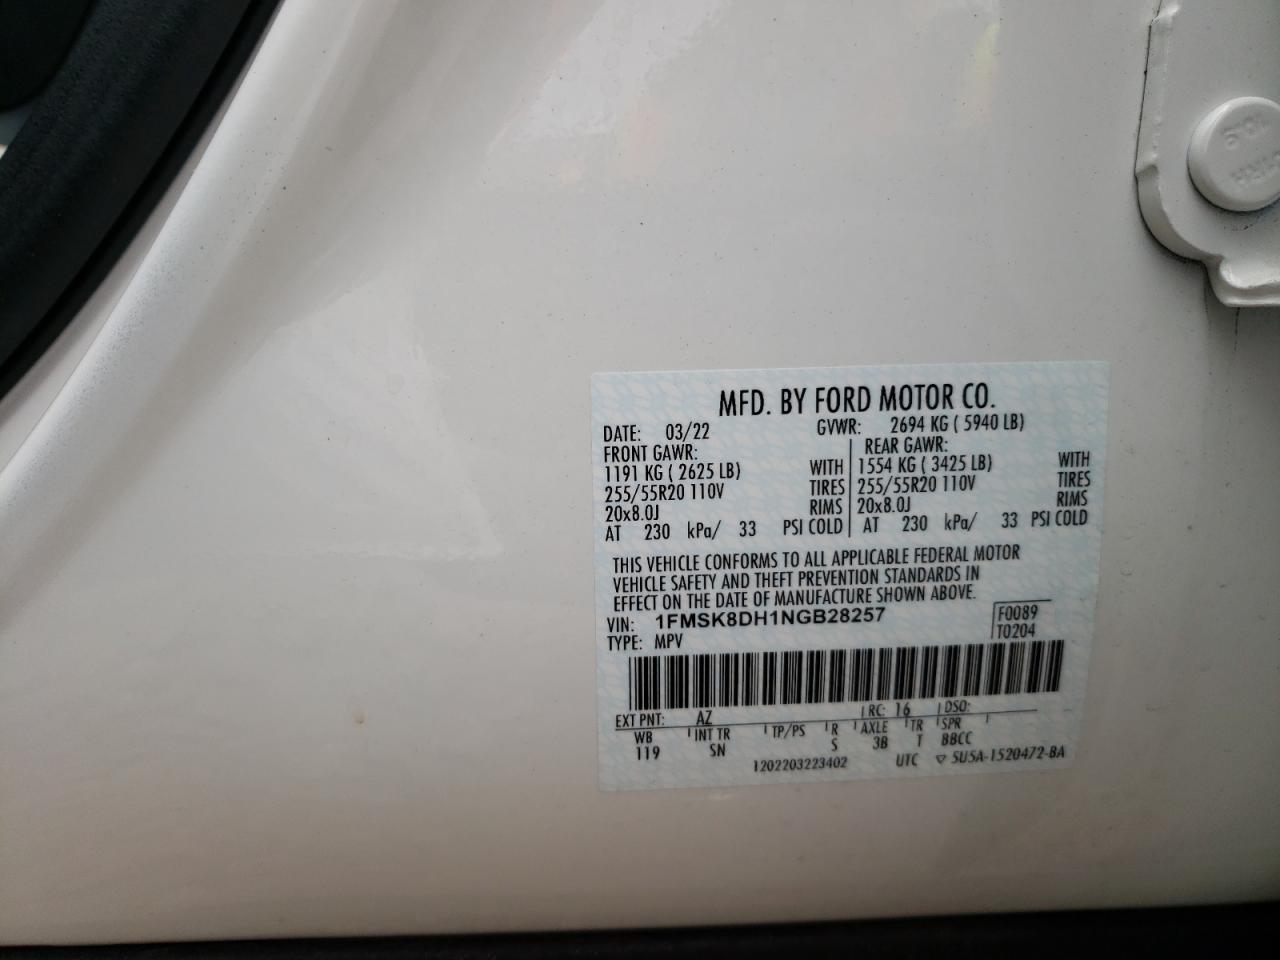 MFD. BY FORD MOTOR CO.
DATE: 03/22 GVWR: 2694 KG ( 5940 LB)
FRONT GAWR: REAR GAWR:
1191 KG ( 2625 LB) WITH 1554 KG ( 3425 LB) WITH
255/55R20 110V TIRES 255/55R20 110V TIRES
20x8.0J RIMS 20x8.0J RIMS
AT 230 kPa/ 33 PSI COLD AT 230 kPa/ 33 PSI COLD
THIS VEHICLE CONFORMS TO ALL APPLICABLE FEDERAL MOTOR
VEHICLE SAFETY AND THEFT PREVENTION STANDARDS IN
EFFECT ON THE DATE OF MANUFACTURE SHOWN ABOVE.
VIN: 1FMSK8DH1NGB28257 F0089
TYPE: MPV T0204
EXT PNT: AZ RC: 16 DSO:
WB INT TR TP/PS R AXLE TR SPR
119 SN S 3B T BBCC
1202203223402 UTC ▽ 5U5A-1520472-BA